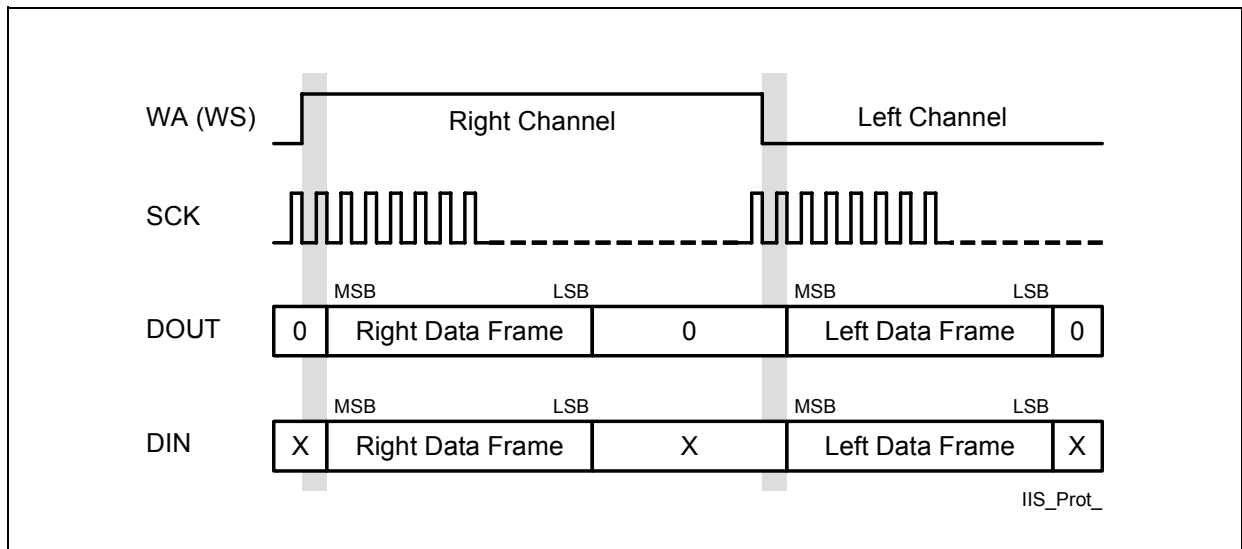 WA (WS)
Right Channel
Left Channel
SCK
MSB
LSB
MSB
LSB
DOUT
0
Right Data Frame
0
Left Data Frame
0
MSB
LSB
MSB
LSB
DIN
X
Right Data Frame
X
Left Data Frame
X
IIS_Prot_